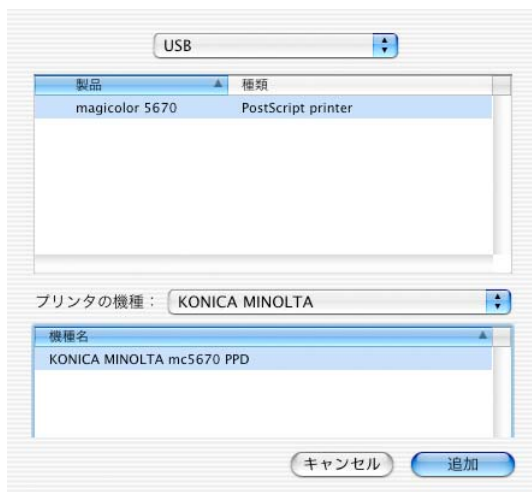 USB
製品 種類
magicolor 5670 PostScript printer
プリンタの機種： KONICA MINOLTA
機種名
KONICA MINOLTA mc5670 PPD
キャンセル 追加